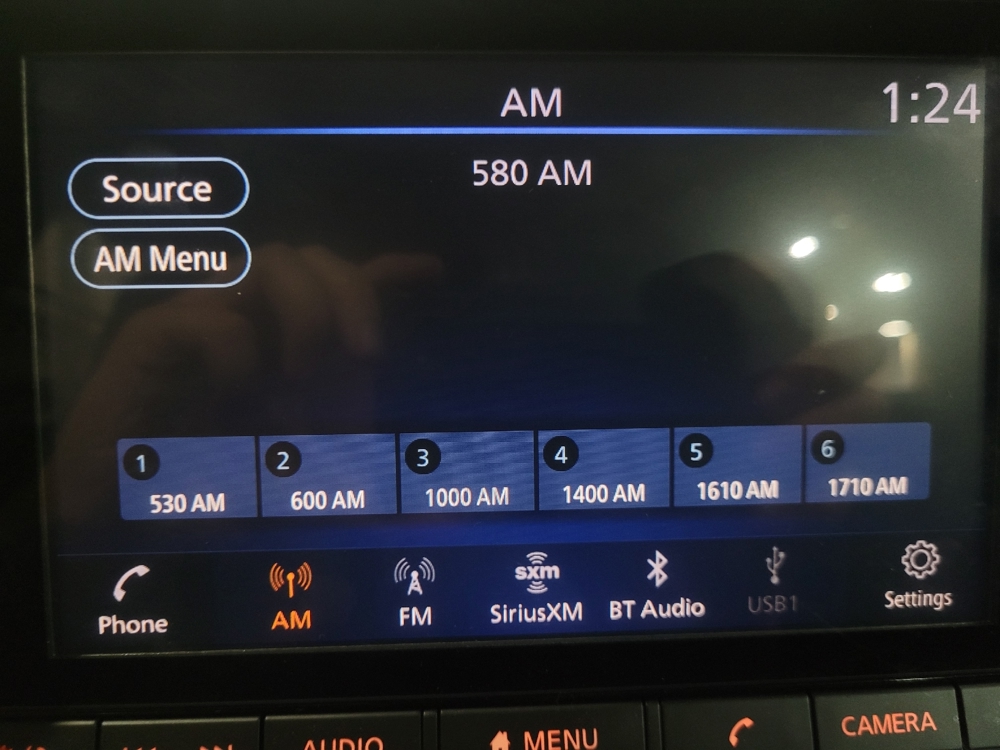 AM
1:24
580 AM
Source
AM Menu
1
2
3
4
5
6
530 AM
600 AM
1000 AM
1400 AM
1610 AM
1710 AM
sxm
Phone
AM
FM
SiriusXM
BT Audio
USB1
Settings
AUDIO
MENU
CAMERA